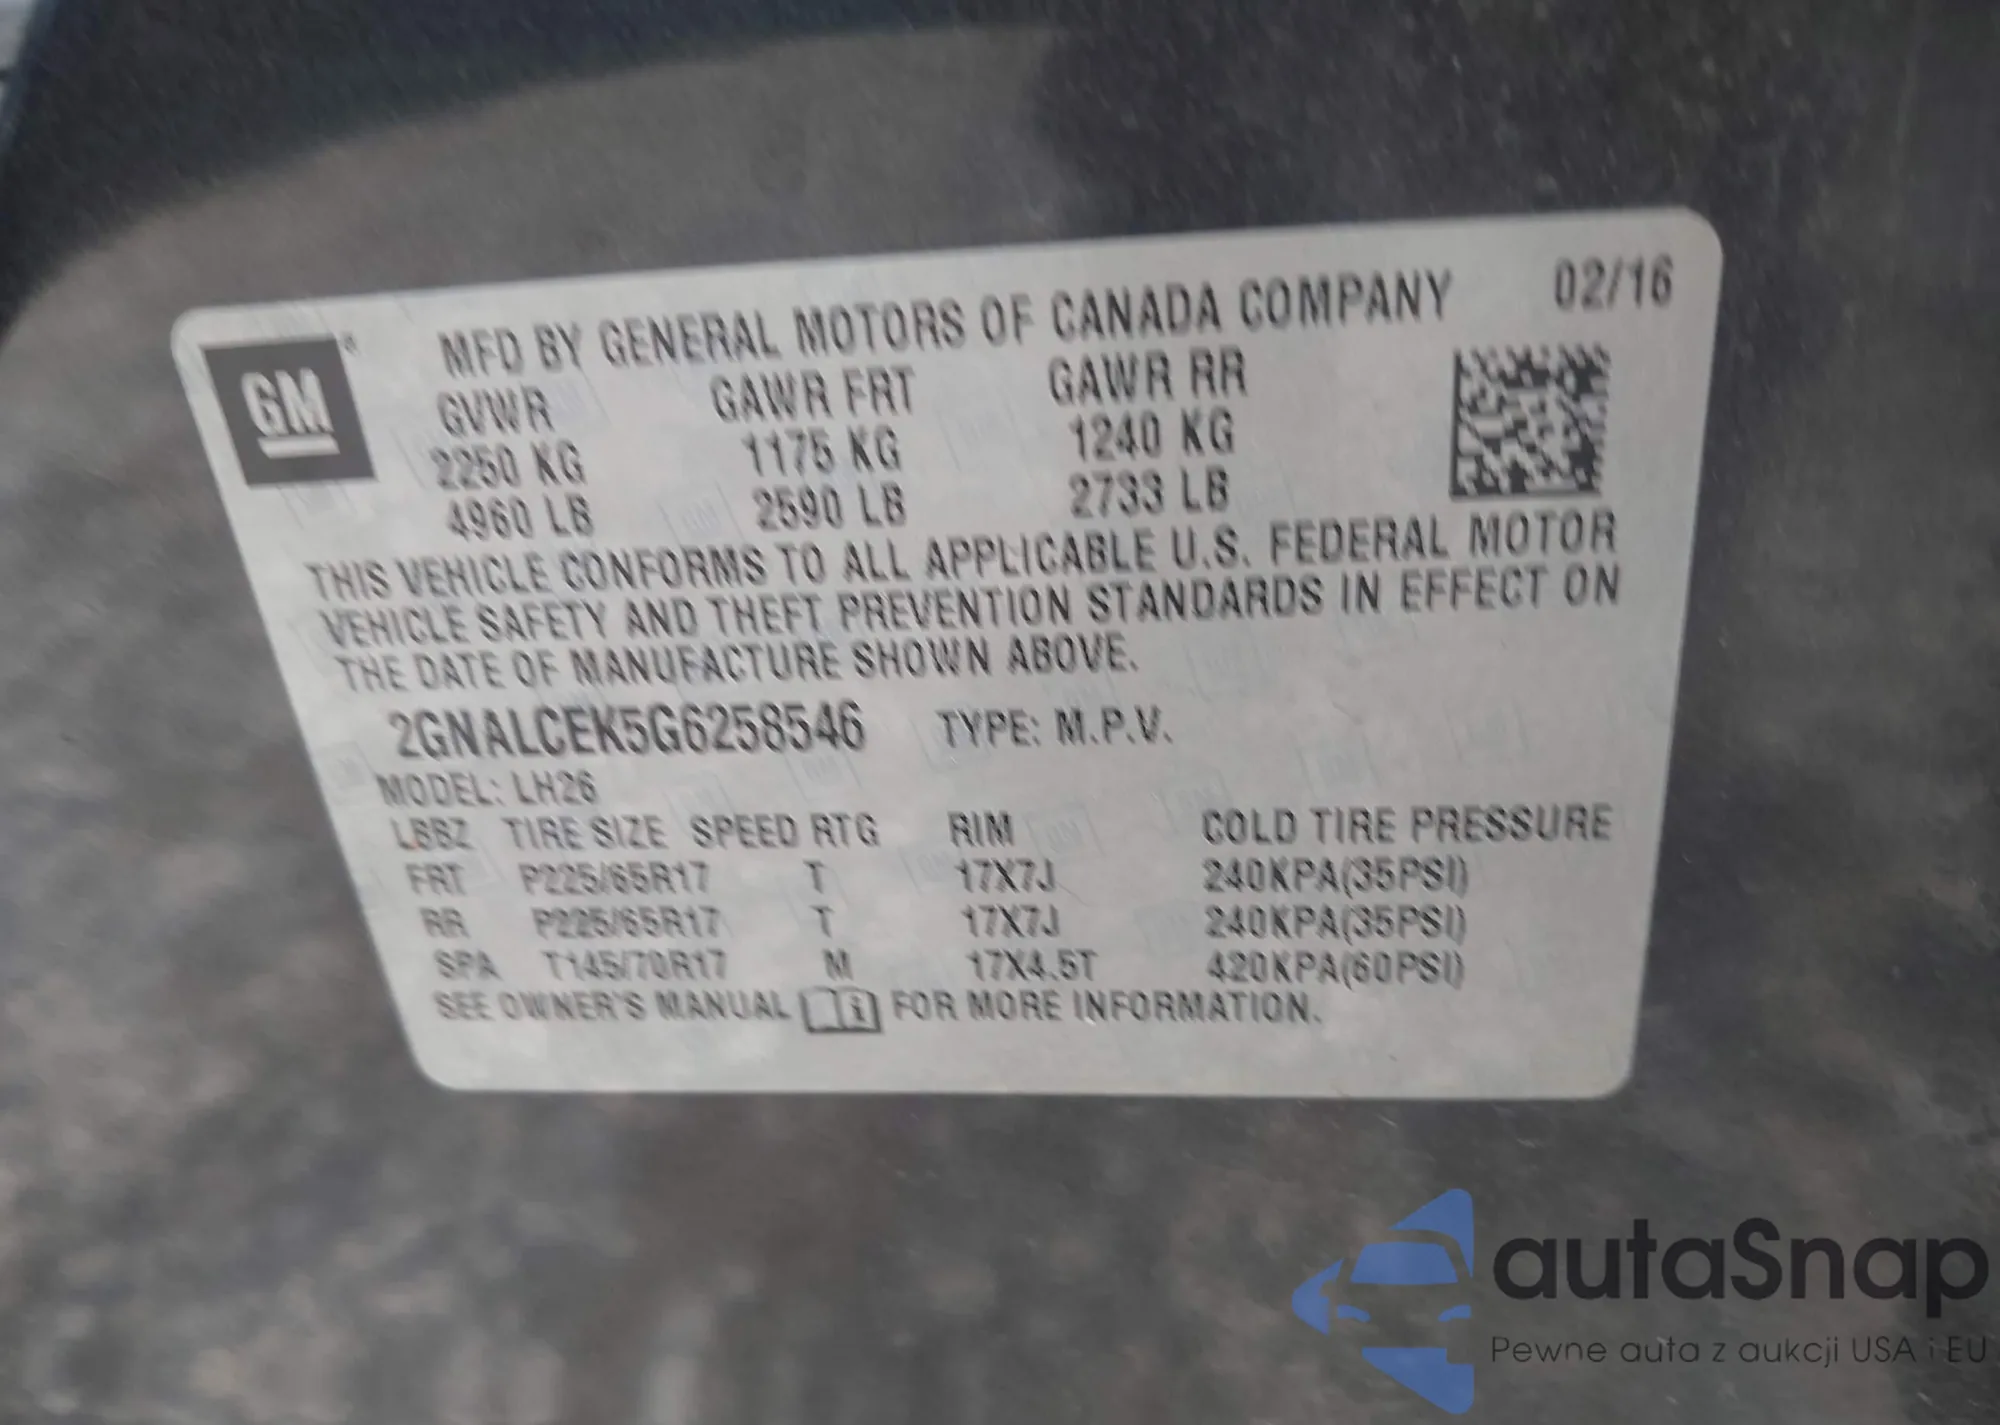 GM®
MFD BY GENERAL MOTORS OF CANADA COMPANY 02/16
GVWR GAWR FRT GAWR RR
2250 KG 1175 KG 1240 KG
4960 LB 2590 LB 2733 LB
THIS VEHICLE CONFORMS TO ALL APPLICABLE U.S. FEDERAL MOTOR
VEHICLE SAFETY AND THEFT PREVENTION STANDARDS IN EFFECT ON
THE DATE OF MANUFACTURE SHOWN ABOVE.
2GNALCEK5G6258546 TYPE: M.P.V.
MODEL: LH26
LBBZ TIRE SIZE SPEED RTG RIM COLD TIRE PRESSURE
FRT P225/65R17 T 17X7J 240KPA(35PSI)
RR P225/65R17 T 17X7J 240KPA(35PSI)
SPA T145/70R17 M 17X4.5T 420KPA(60PSI)
SEE OWNER'S MANUAL FOR MORE INFORMATION.
autaSnap
Pewne auta z aukcji USA i EU